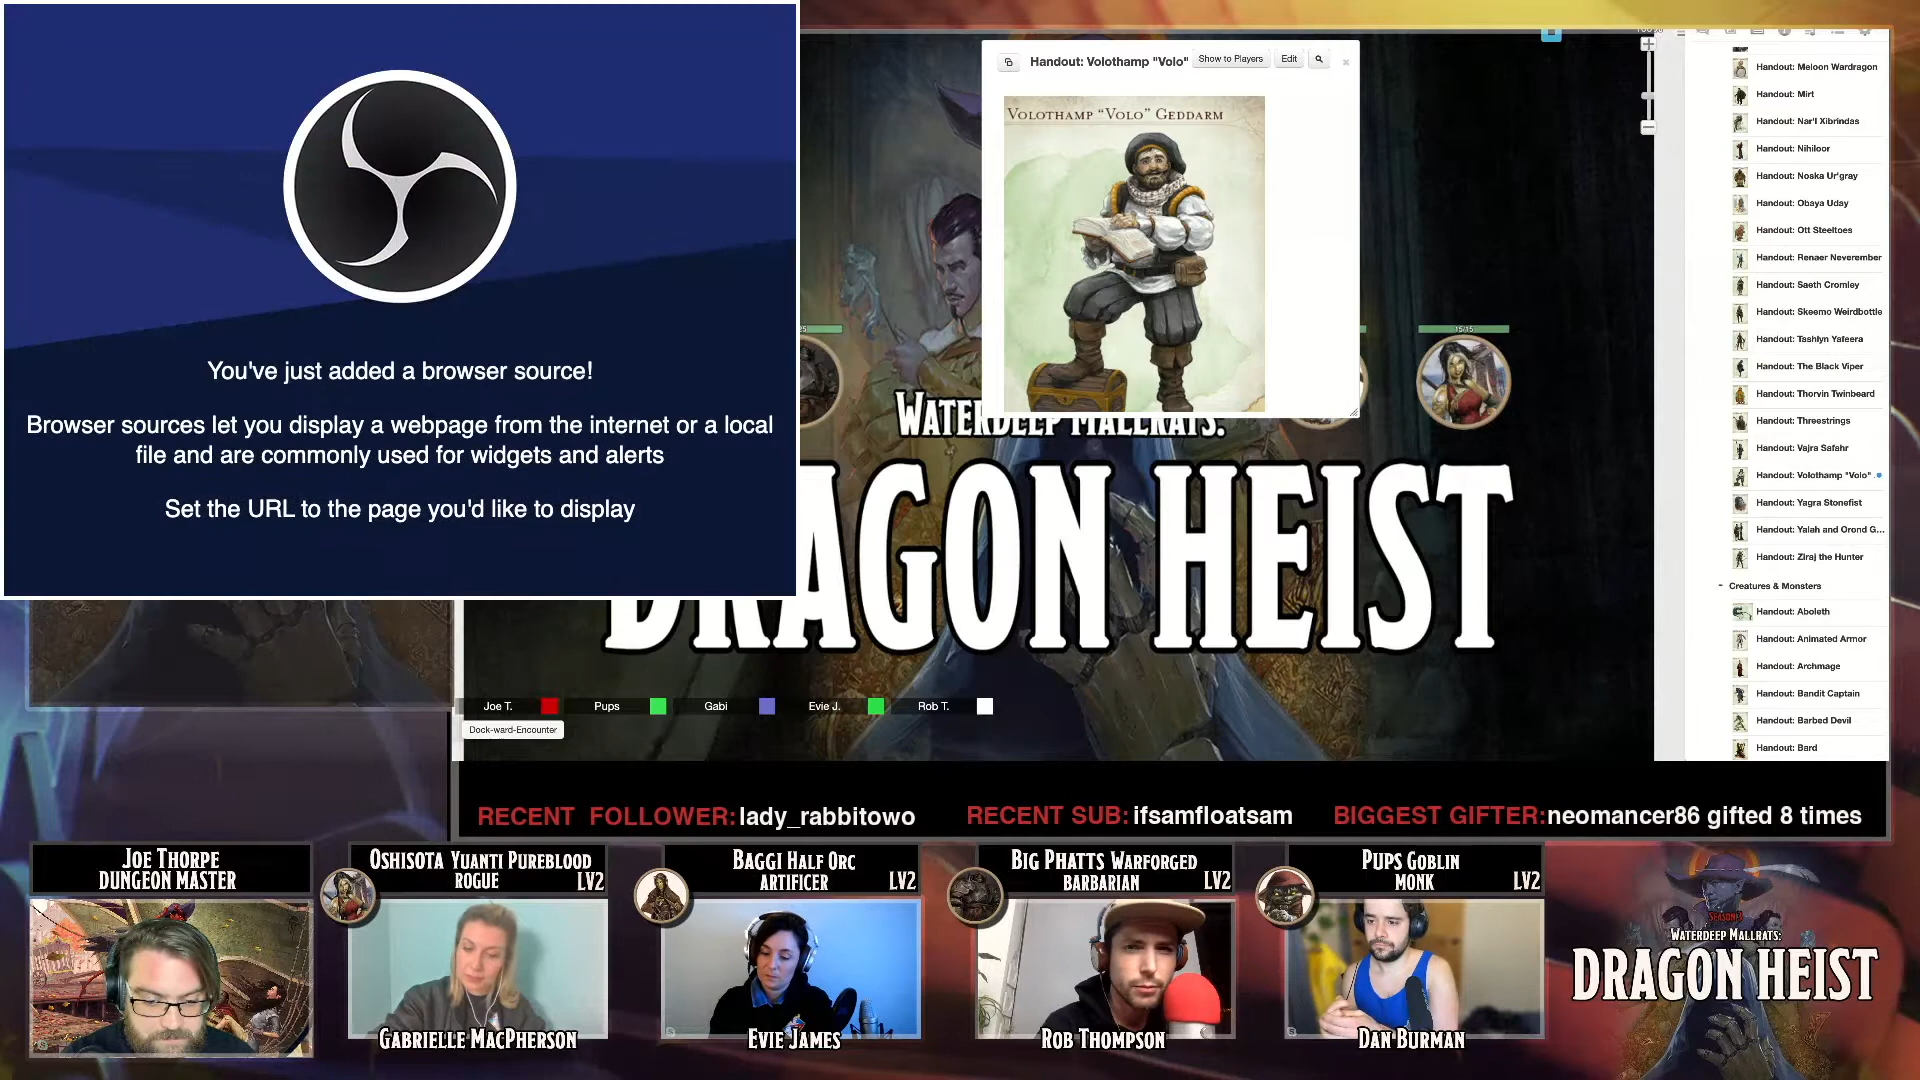 You've just added a browser source!
Browser sources let you display a webpage from the internet or a local
file and are commonly used for widgets and alerts
Set the URL to the page you'd like to display
Handout: Volothamp "Volo"
Show to Players
Edit
VOLOTHAMP “VOLO” GEDDARM
15/15
WATERDEEP MALLRATS:
DRAGON HEIST
Handout: Meloon Wardragon
Handout: Mirt
Handout: Nar'l Xibrindas
Handout: Nihiloor
Handout: Noska Ur'gray
Handout: Obaya Uday
Handout: Ott Steeltoes
Handout: Renaer Neverember
Handout: Saeth Cromley
Handout: Skeemo Weirdbottle
Handout: Tashlyn Yafeera
Handout: The Black Viper
Handout: Thorvin Twinbeard
Handout: Threestrings
Handout: Vajra Safahr
Handout: Volothamp "Volo"
Handout: Yagra Stonefist
Handout: Yalah and Orond G...
Handout: Ziraj the Hunter
Creatures & Monsters
Handout: Aboleth
Handout: Animated Armor
Handout: Archmage
Handout: Bandit Captain
Handout: Barbed Devil
Handout: Bard
Joe T.
Pups
Gabi
Evie J.
Rob T.
Dock-ward-Encounter
RECENT FOLLOWER: lady_rabbitowo
RECENT SUB: ifsamfloatsam
BIGGEST GIFTER: neomancer86 gifted 8 times
JOE THORPE
DUNGEON MASTER
OSHISOTA YUANTI PUREBLOOD
ROGUE LV2
GABRIELLE MACPHERSON
BAGGI HALF ORC
ARTIFICER LV2
EVIE JAMES
BIG PHATTS WARFORGED
BARBARIAN LV2
ROB THOMPSON
PUPS GOBLIN
MONK LV2
DAN BURMAN
SEASON 3
WATERDEEP MALLRATS:
DRAGON HEIST